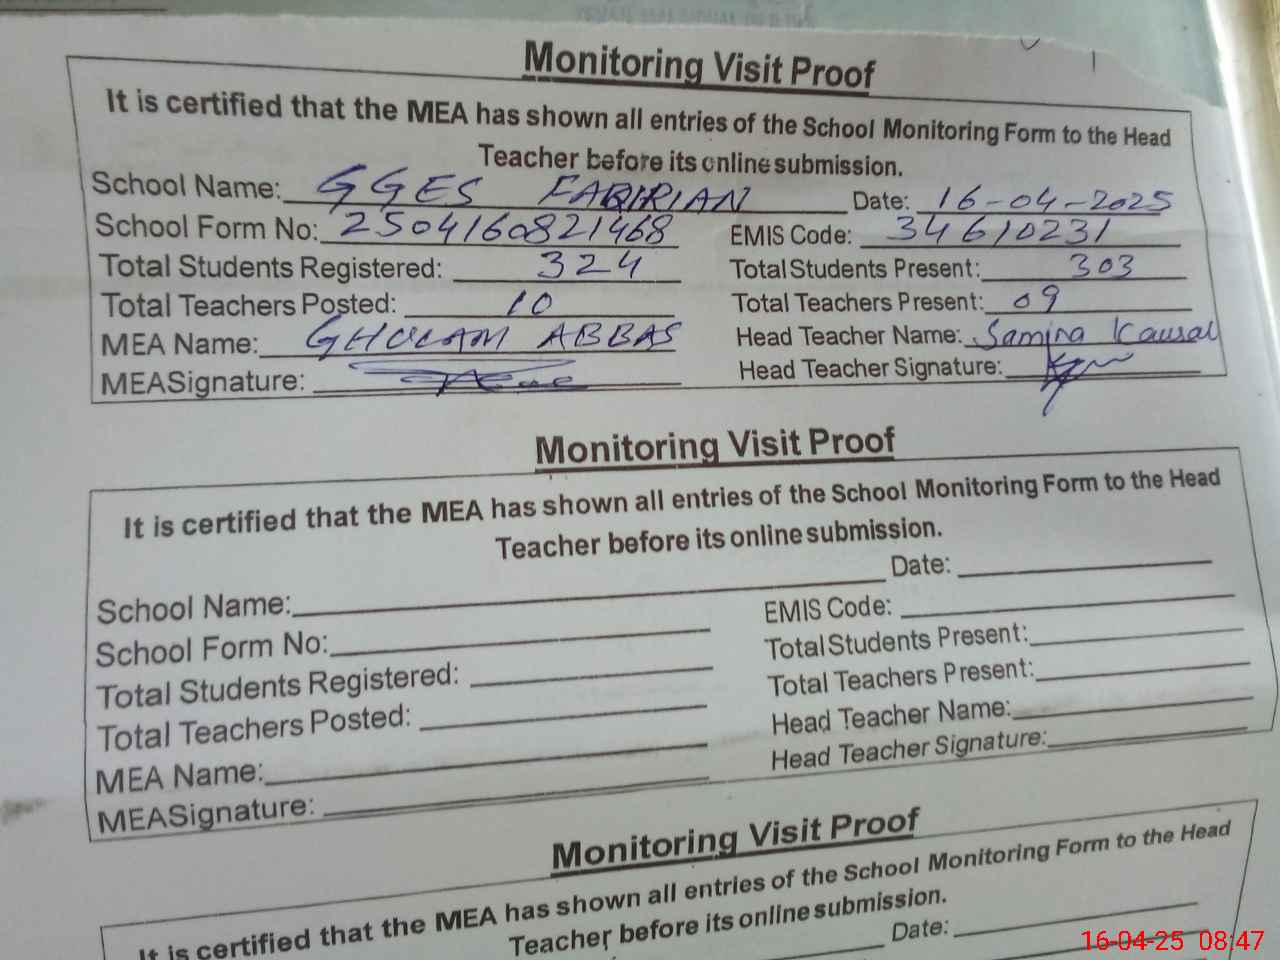 Monitoring Visit Proof
It is certified that the MEA has shown all entries of the School Monitoring Form to the Head
Teacher before its online submission.
School Name: GGES FAQIRIAN Date: 16-04-2025
School Form No: 2504160821468 EMIS Code: 34610231
Total Students Registered: 324 Total Students Present: 303
Total Teachers Posted: 10 Total Teachers Present: 09
MEA Name: GHULAM ABBAS Head Teacher Name: Samina Kausar
MEASignature: Head Teacher Signature:
Monitoring Visit Proof
It is certified that the MEA has shown all entries of the School Monitoring Form to the Head
Teacher before its online submission.
School Name: Date:
School Form No: EMIS Code:
Total Students Registered: Total Students Present:
Total Teachers Posted: Total Teachers Present:
MEA Name: Head Teacher Name:
MEASignature: Head Teacher Signature:
Monitoring Visit Proof
It is certified that the MEA has shown all entries of the School Monitoring Form to the Head
Teacher before its online submission.
Date:
16-04-25 08:47